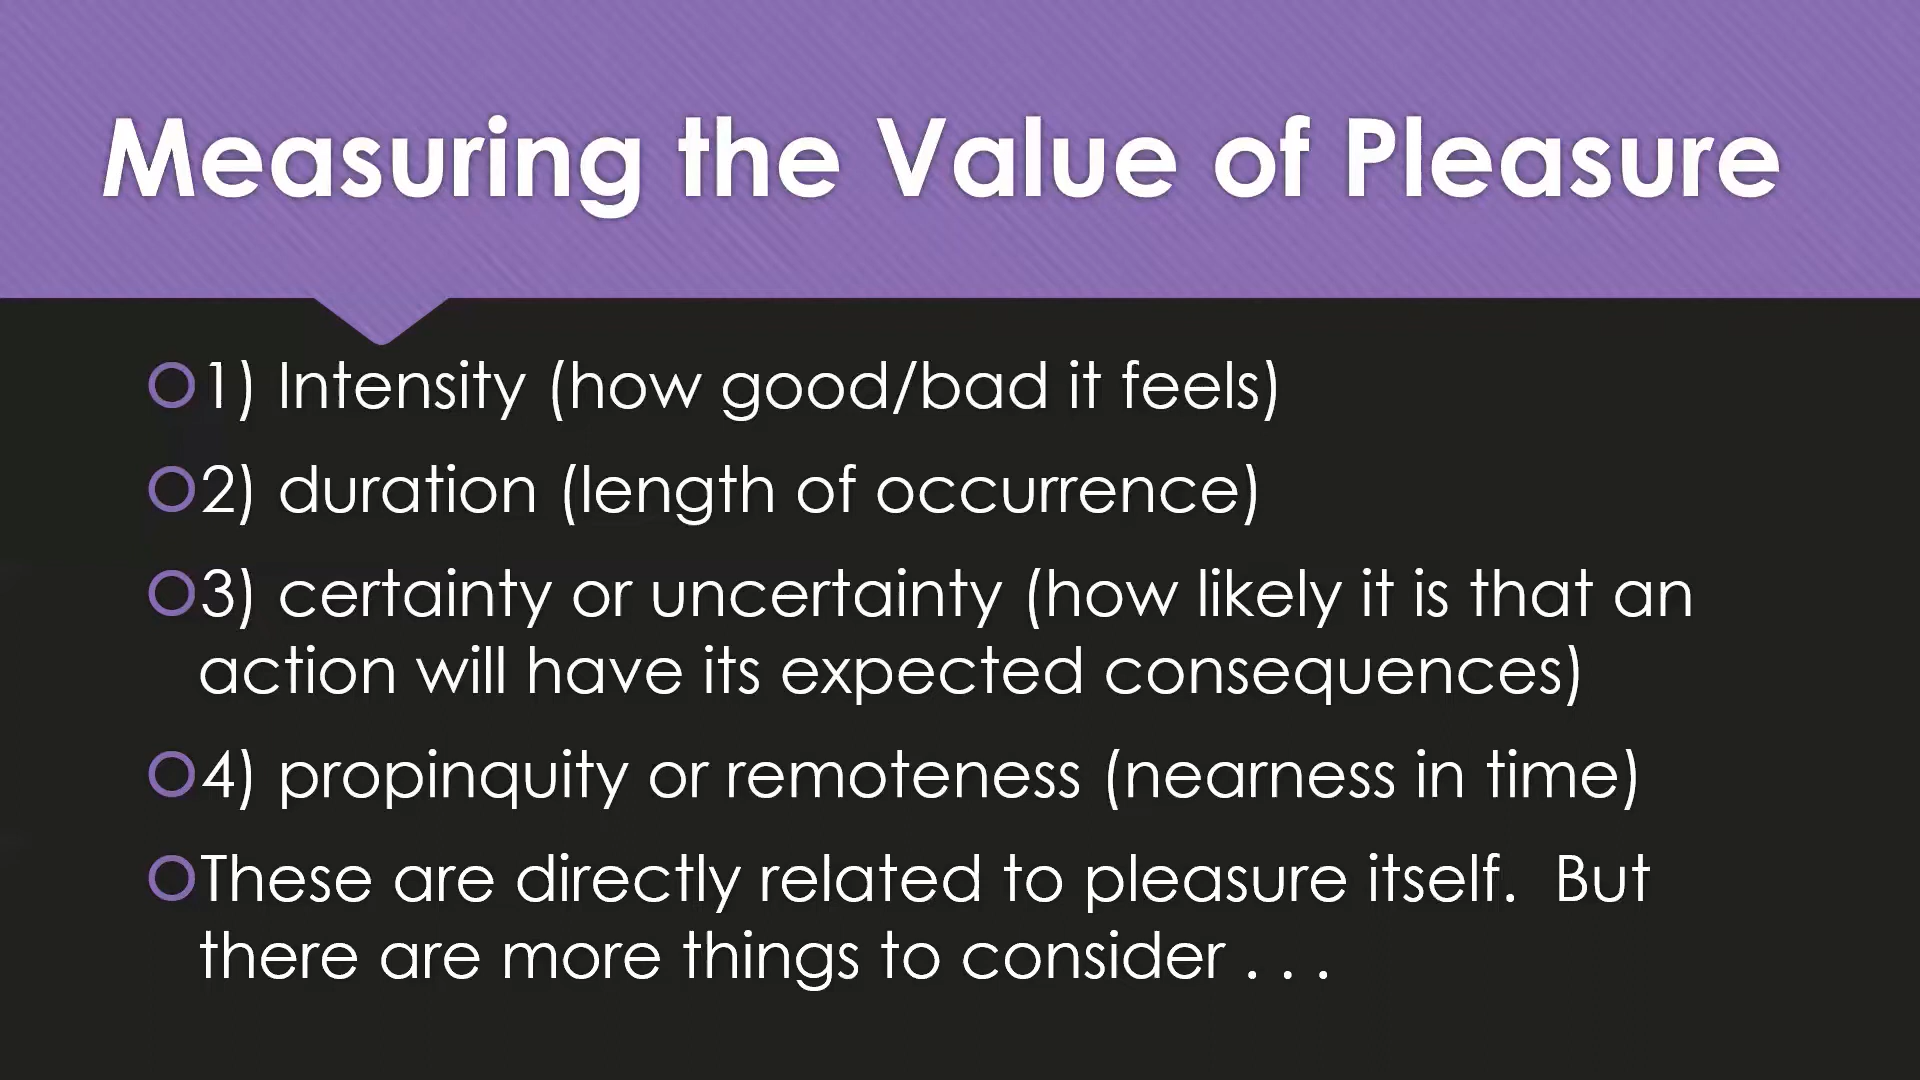 Measuring the Value of Pleasure
1) Intensity (how good/bad it feels)
2) duration (length of occurrence)
3) certainty or uncertainty (how likely it is that an
action will have its expected consequences)
4) propinquity or remoteness (nearness in time)
These are directly related to pleasure itself.  But
there are more things to consider . . .